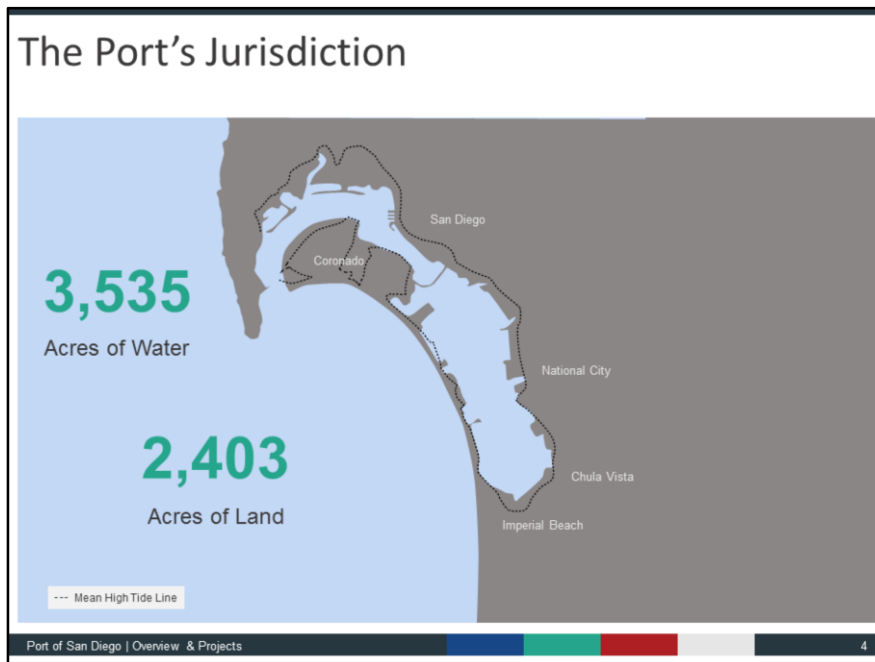 The Port's Jurisdiction
San Diego
Coronado
3,535
Acres of Water
National City
2,403
Acres of Land
Chula Vista
Imperial Beach
--- Mean High Tide Line
Port of San Diego | Overview & Projects
4